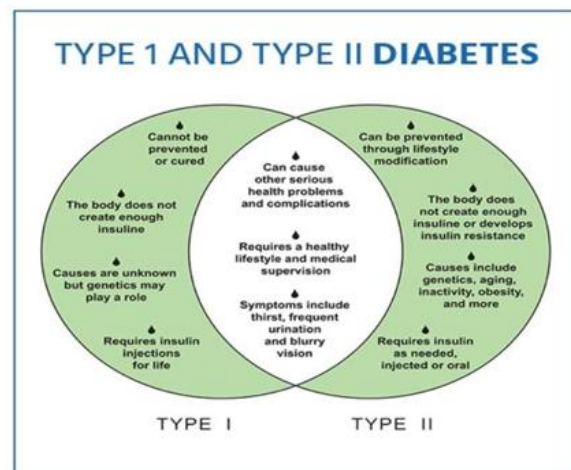 TYPE 1 AND TYPE II DIABETES
Cannot be
prevented
or cured
The body does not
create enough
insuline
Causes are unknown
but genetics may
play a role
Requires insulin
injections
for life
Can cause
other serious
health problems
and complications
Requires a healthy
lifestyle and medical
supervision
Symptoms include
thirst, frequent
urination
and blurry
vision
Can be prevented
through lifestyle
modification
The body does
not create enough
insuline or develops
insulin resistance
Causes include
genetics, aging,
inactivity, obesity,
and more
Requires insulin
as needed,
injected or oral
TYPE I
TYPE II